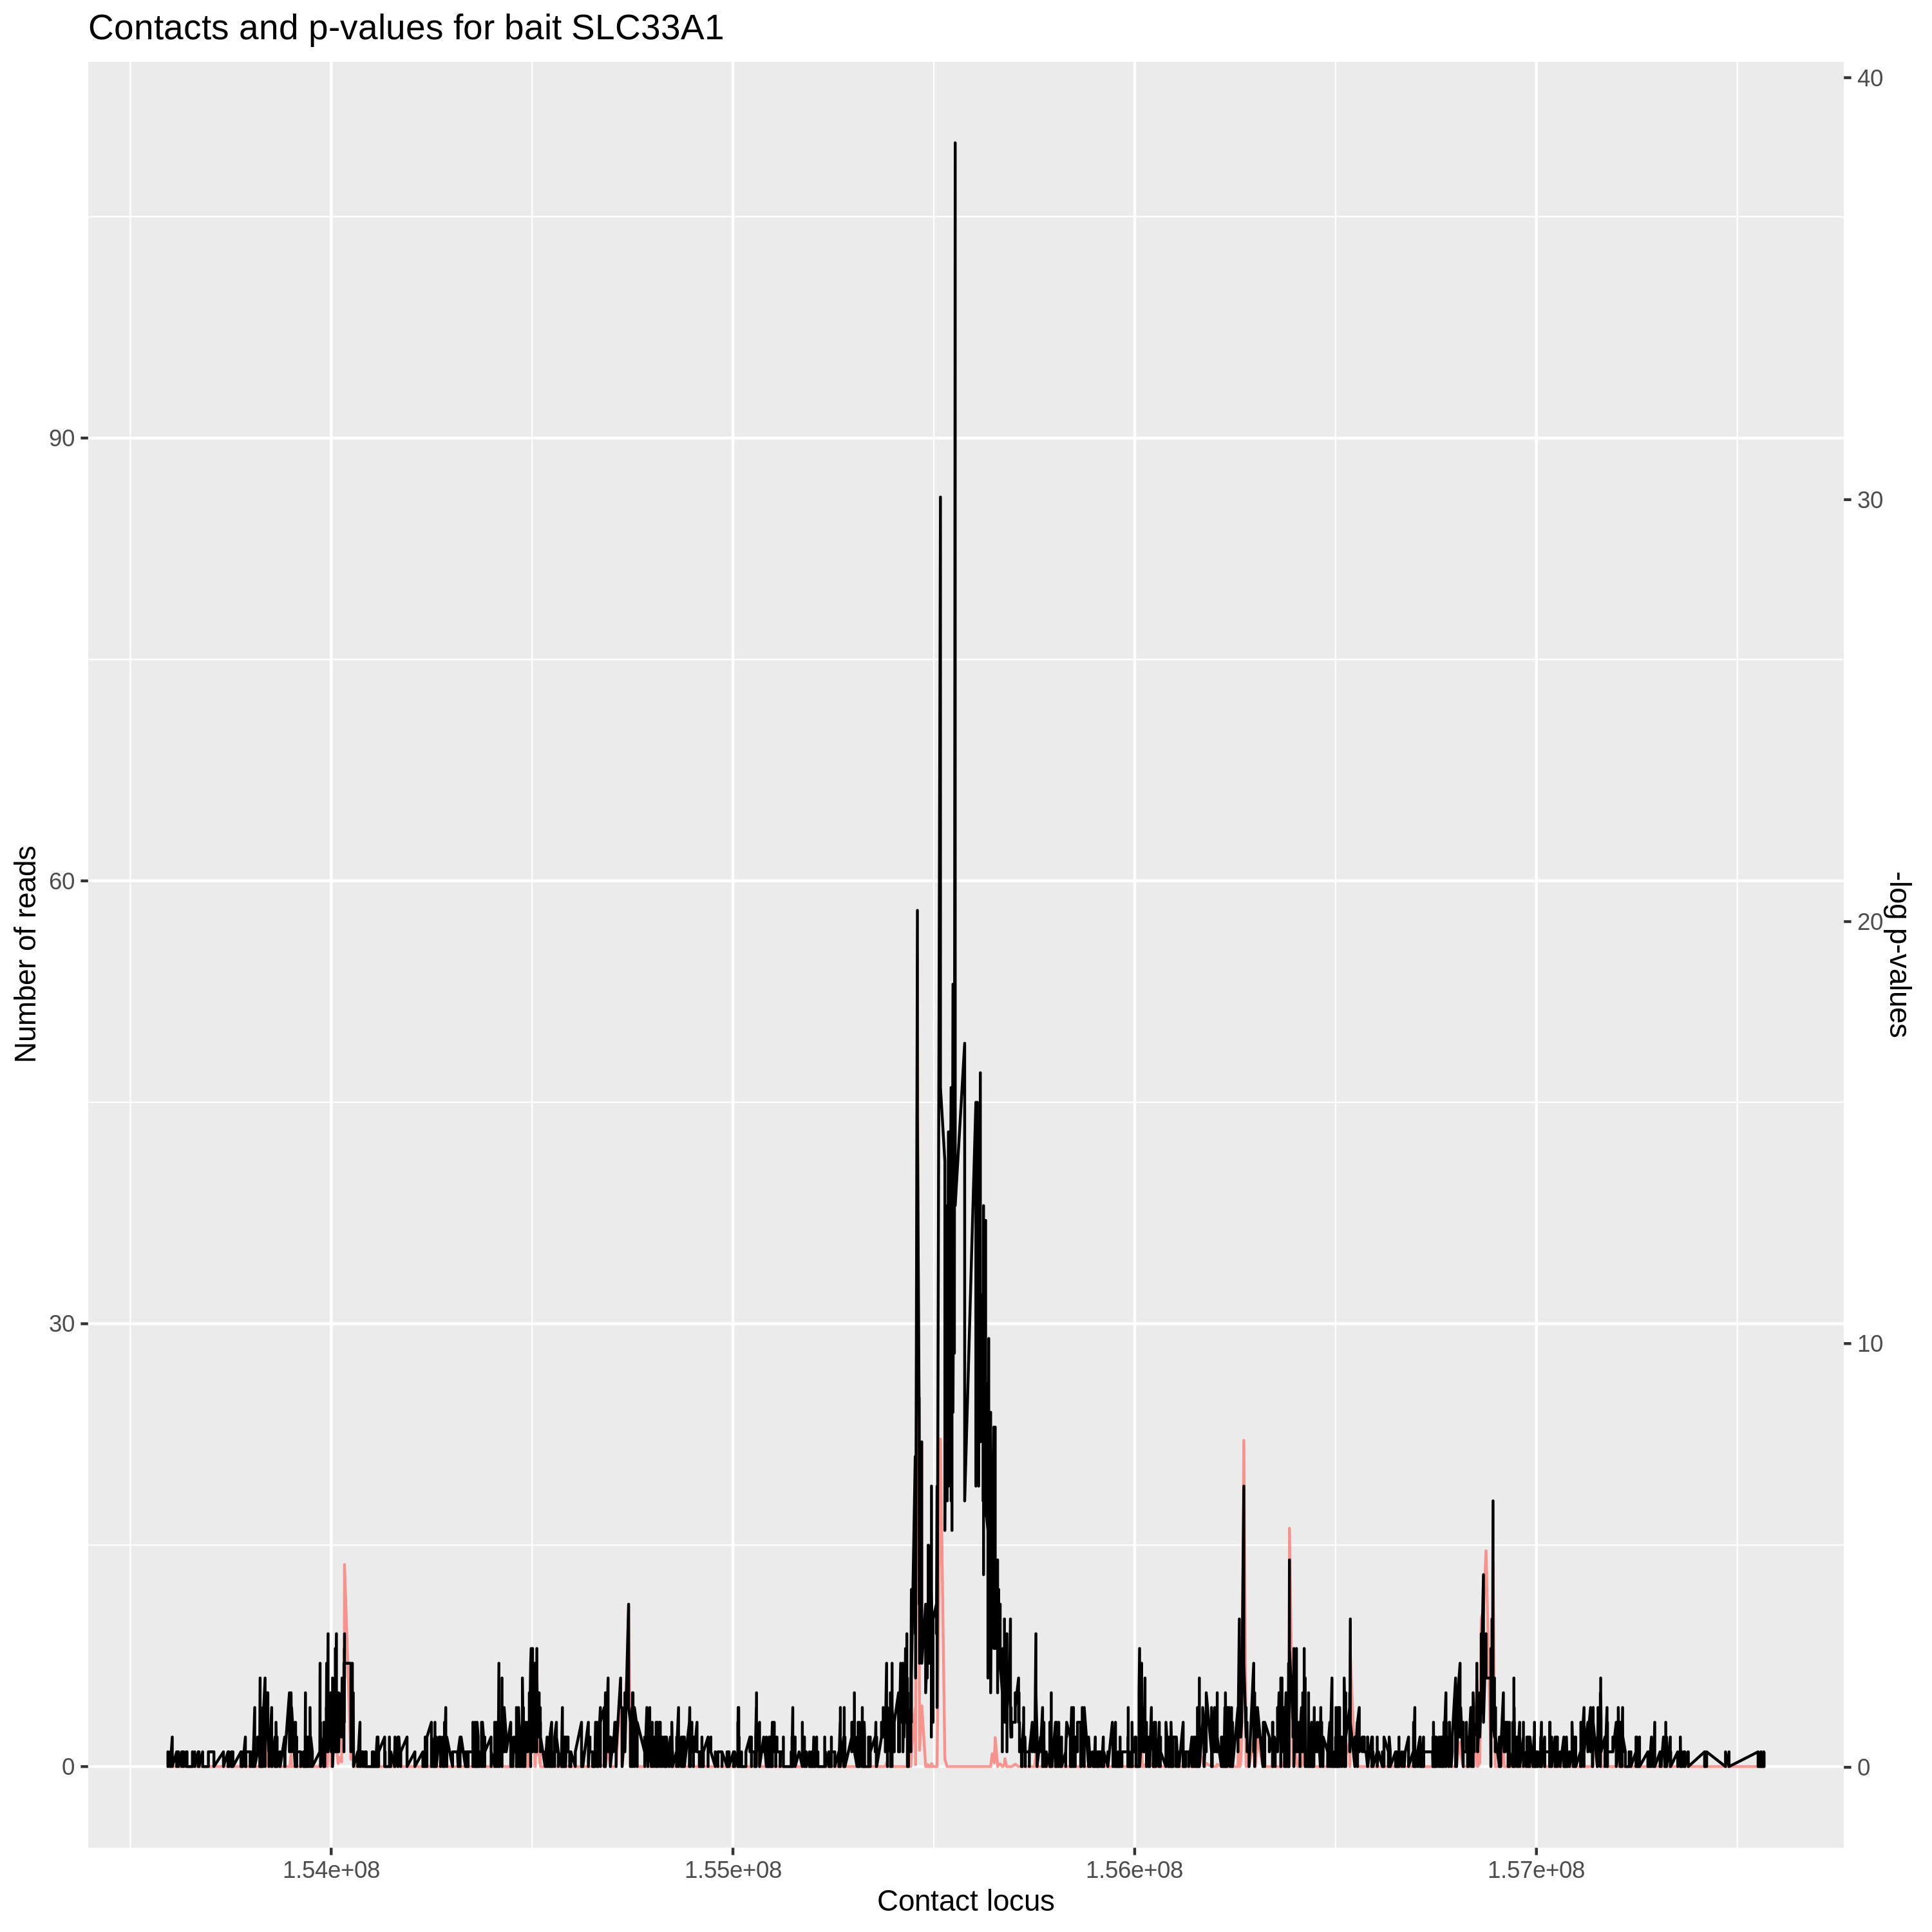 Contacts and p-values for bait SLC33A1
40
90
30
Number of reads
60
20
-log p-values
30
10
0
0
1.54e+08
1.55e+08
1.56e+08
1.57e+08
Contact locus